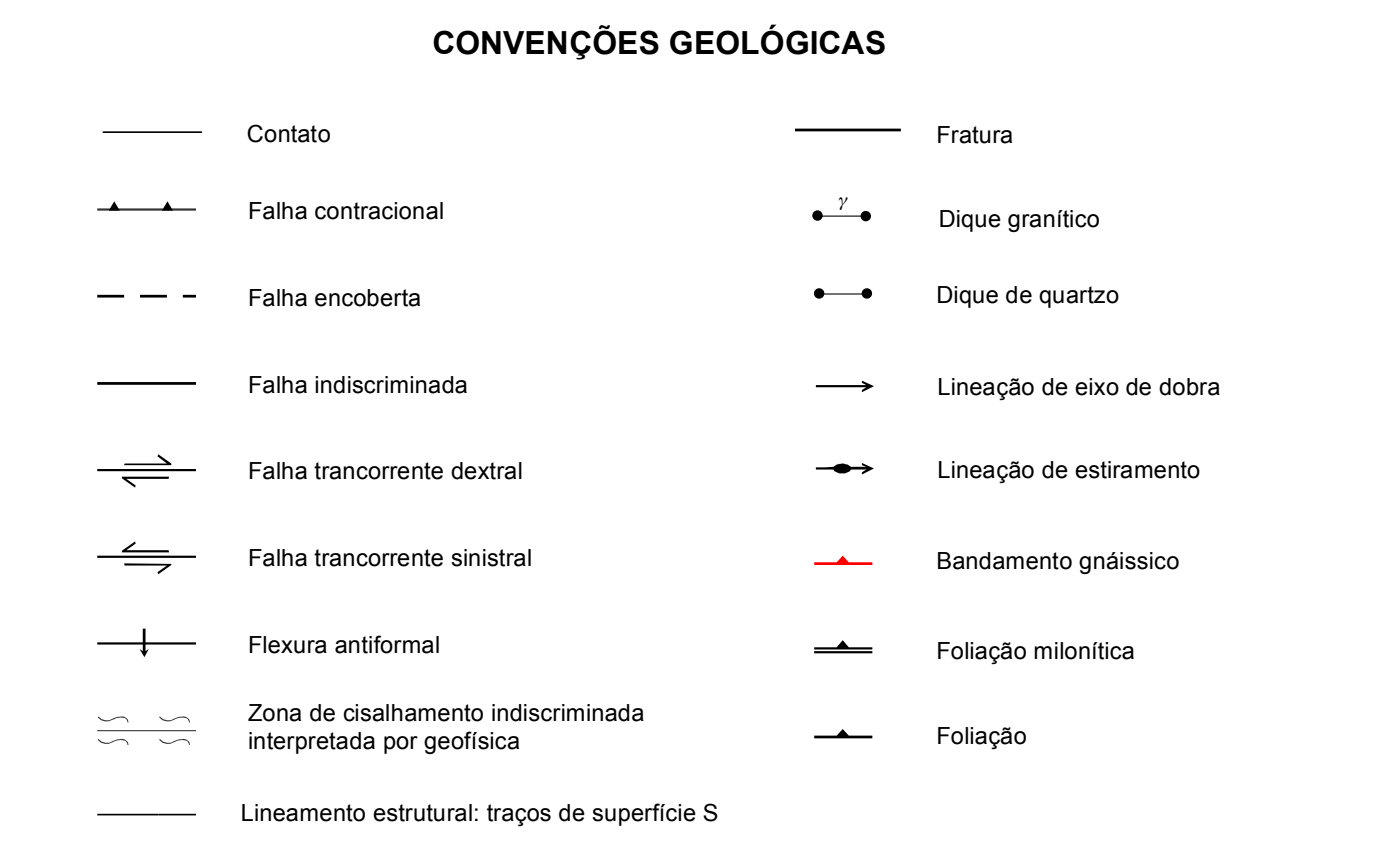 CONVENÇÕES GEOLÓGICAS
Contato
Falha contracional
Falha encoberta
Falha indiscriminada
Falha trancorrente dextral
Falha trancorrente sinistral
Flexura antiformal
Zona de cisalhamento indiscriminada
interpretada por geofísica
Lineamento estrutural: traços de superfície S
Fratura
γ
Dique granítico
Dique de quartzo
Lineação de eixo de dobra
Lineação de estiramento
Bandamento gnáissico
Foliação milonítica
Foliação